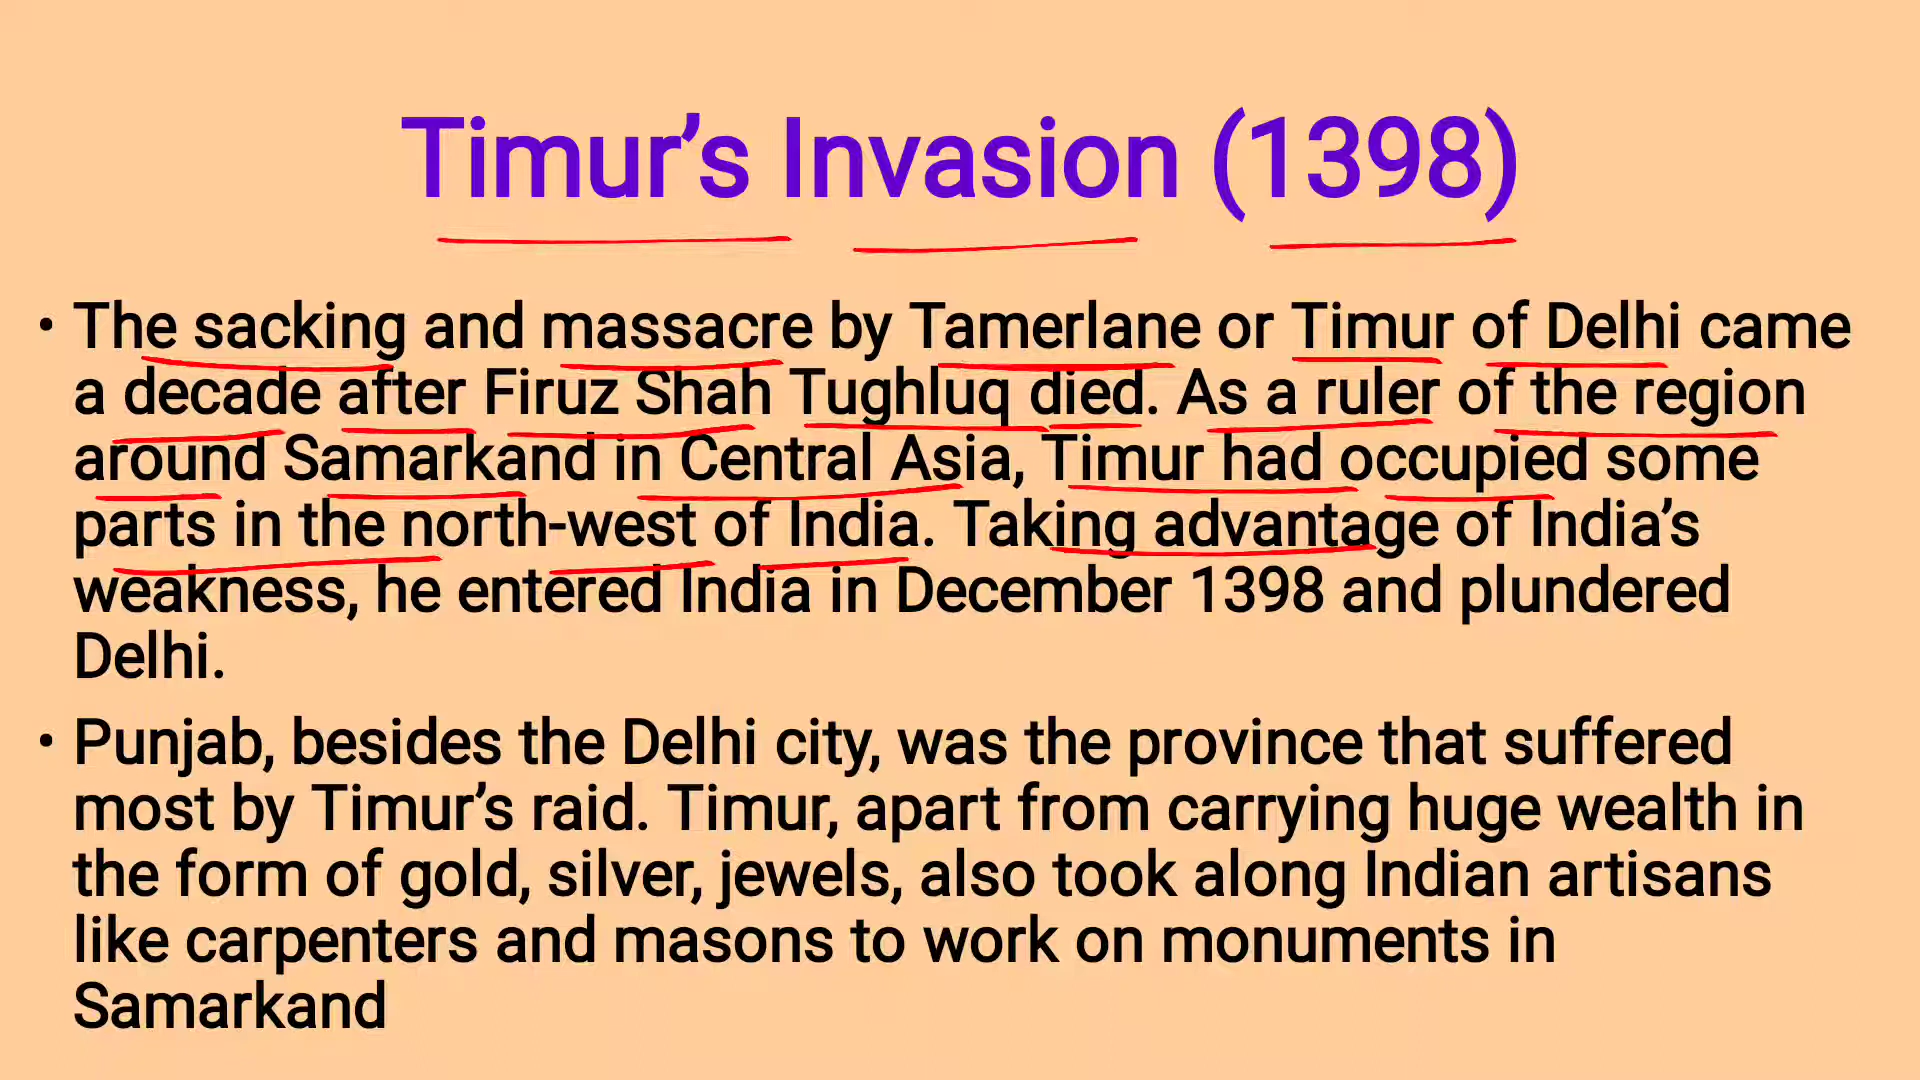 Timur’s Invasion (1398)
• The sacking and massacre by Tamerlane or Timur of Delhi came
a decade after Firuz Shah Tughluq died. As a ruler of the region
around Samarkand in Central Asia, Timur had occupied some
parts in the north-west of India. Taking advantage of India’s
weakness, he entered India in December 1398 and plundered
Delhi.
• Punjab, besides the Delhi city, was the province that suffered
most by Timur’s raid. Timur, apart from carrying huge wealth in
the form of gold, silver, jewels, also took along Indian artisans
like carpenters and masons to work on monuments in
Samarkand